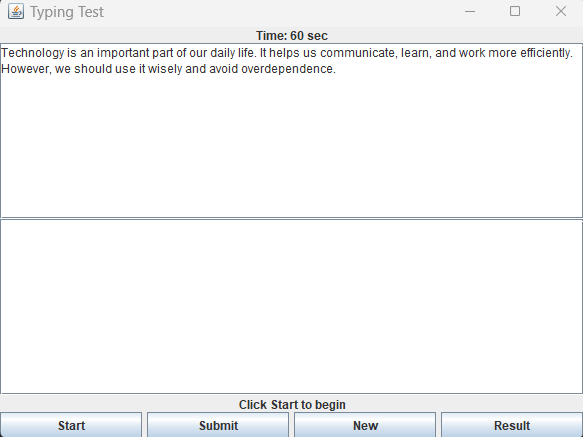 Typing Test
Time: 60 sec
Technology is an important part of our daily life. It helps us communicate, learn, and work more efficiently.
However, we should use it wisely and avoid overdependence.
Click Start to begin
Start Submit New Result